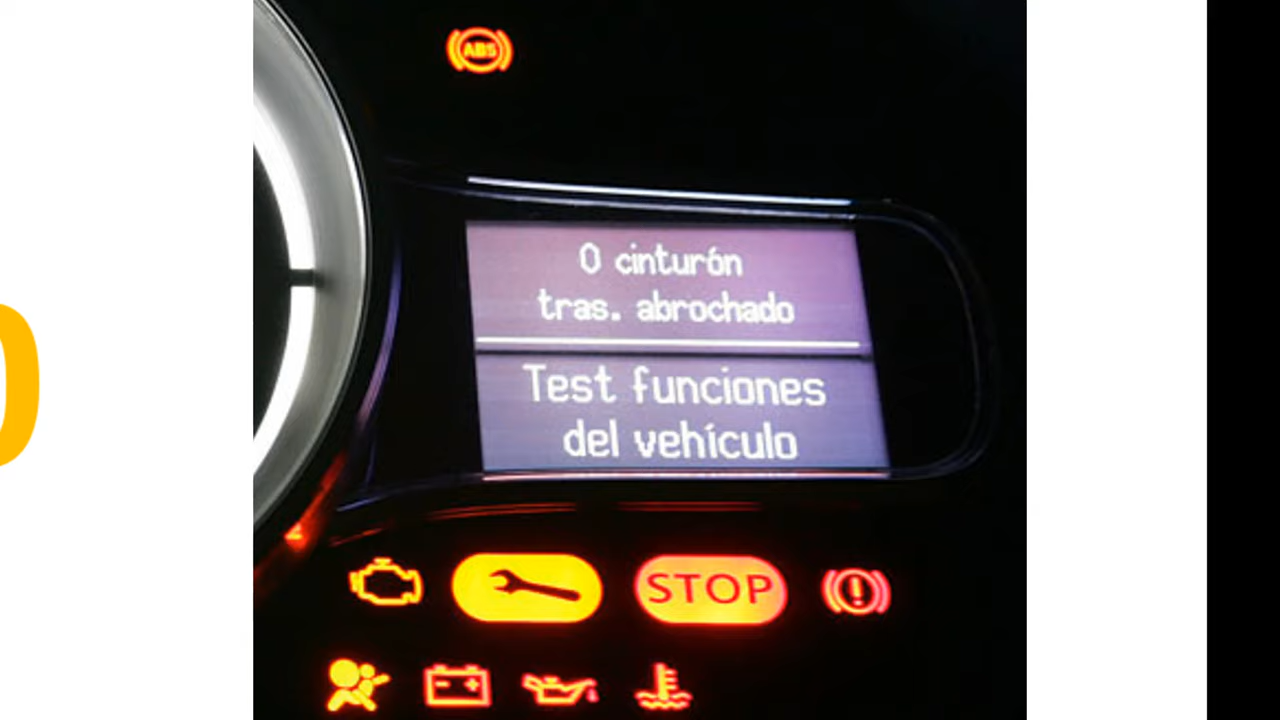 ABS
0 cinturón
tras. abrochado
Test funciones
del vehículo
STOP